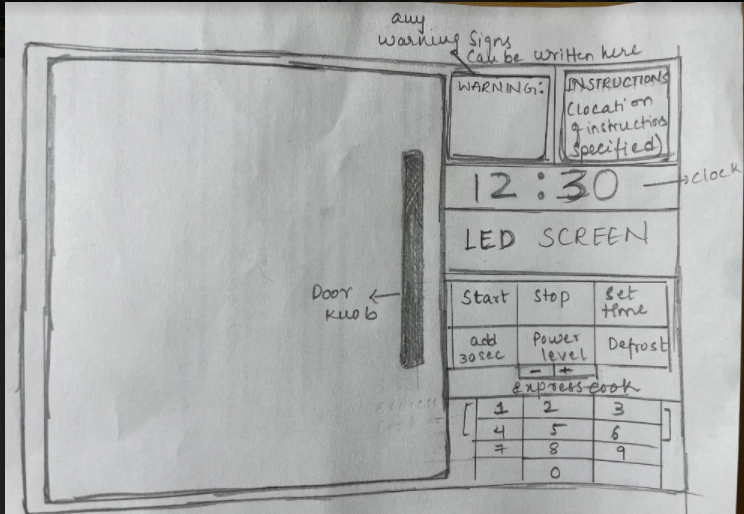 any
warning signs
can be written here
WARNING:
INSTRUCTIONS
(location
of instructions
specified)
12:30
clock
LED SCREEN
Door
knob
Start
Stop
Set
time
add
30sec
Power
level
- +
Defrost
express cook
1 2 3
4 5 6
7 8 9
0